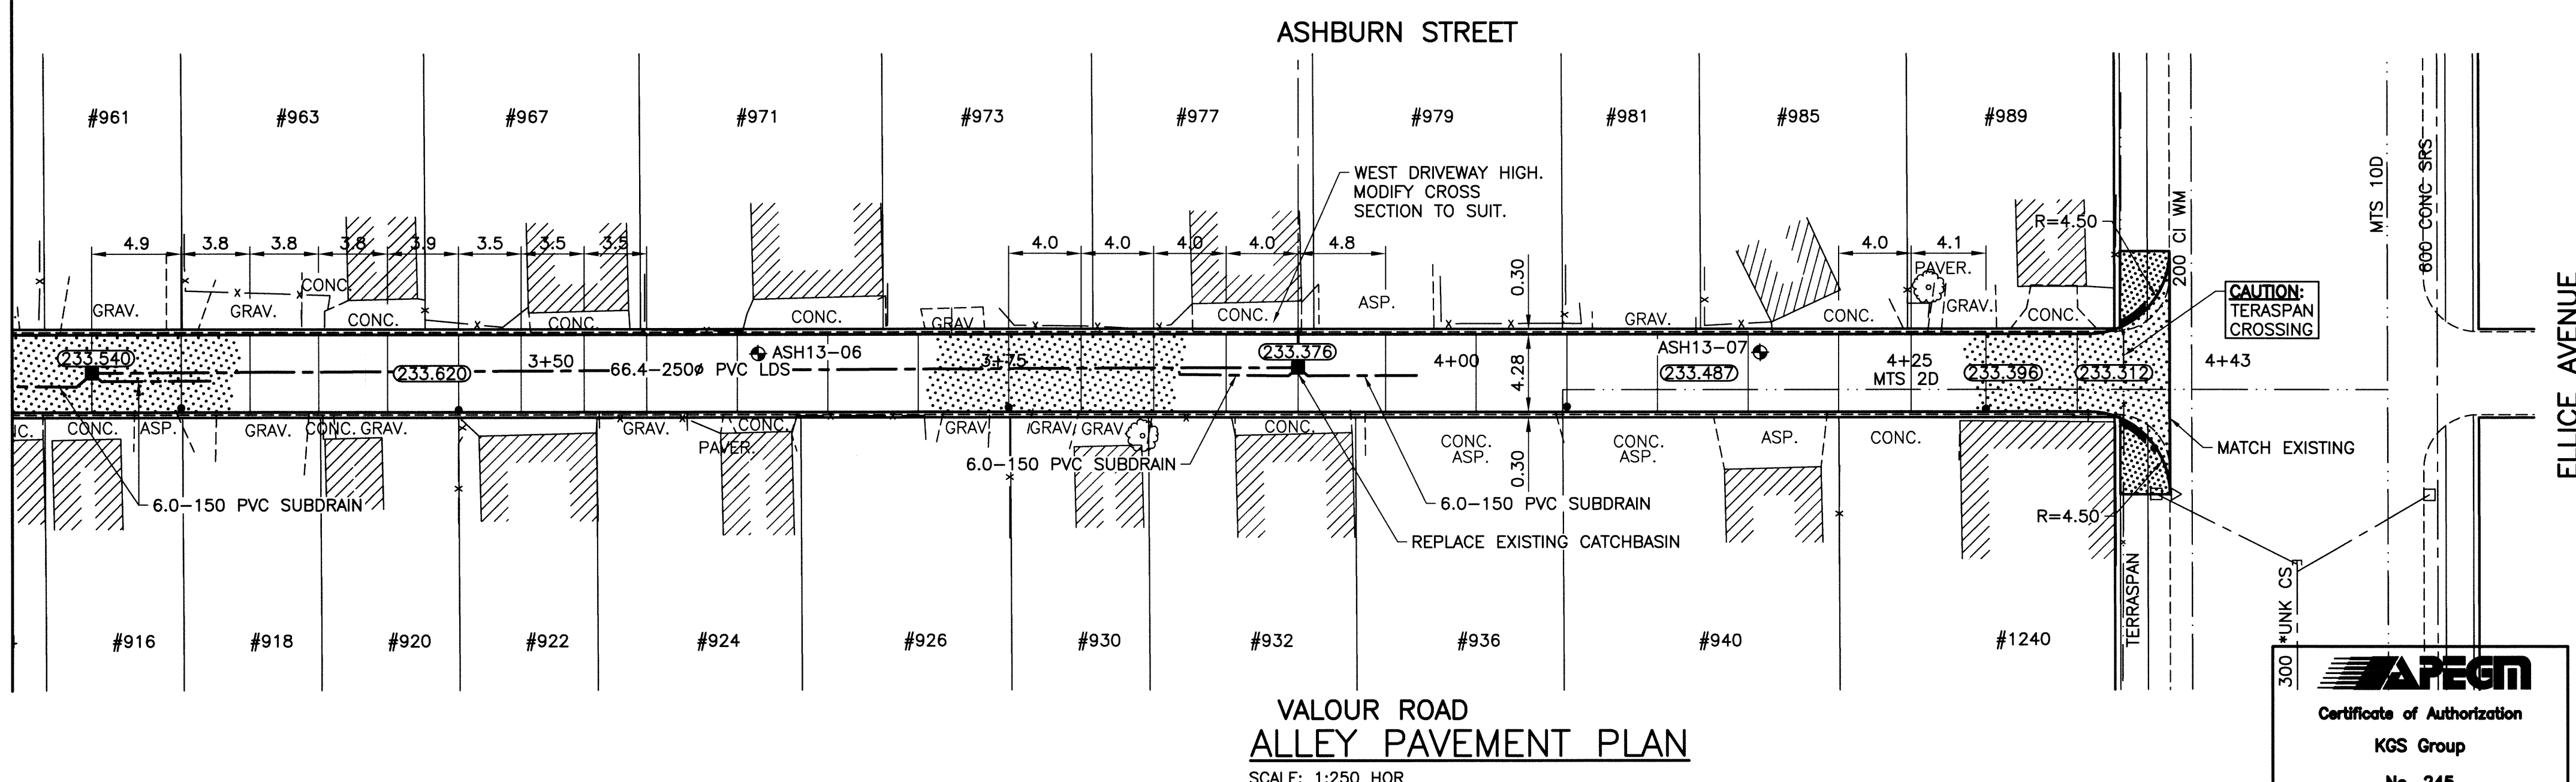 ASHBURN STREET
#961
#963
#967
#971
#973
#977
#979
#981
#985
#989
WEST DRIVEWAY HIGH.
MODIFY CROSS
SECTION TO SUIT.
R=4.50
200 CI WM
MTS 10D
600 CONC SRS
ELLICE AVENUE
4.9
3.8
3.8
3.8
3.9
3.5
3.5
3.5
4.0
4.0
4.0
4.0
4.8
4.0
4.1
0.30
PAVER.
CAUTION:
TERASPAN
CROSSING
GRAV.
GRAV.
CONC.
CONC.
CONC.
CONC.
GRAV.
CONC.
ASP.
GRAV.
CONC.
GRAV.
CONC.
233.540
233.620
3+50
66.4-250ø PVC LDS
ASH13-06
3+75
233.376
4+00
4.28
ASH13-07
233.487
4+25
MTS 2D
233.396
233.312
4+43
CONC.
ASP.
GRAV.
CONC.
GRAV.
GRAV.
PAVER.
CONC.
GRAV.
GRAV.
GRAV.
CONC.
CONC.
ASP.
CONC.
ASP.
ASP.
CONC.
MATCH EXISTING
6.0-150 PVC SUBDRAIN
6.0-150 PVC SUBDRAIN
0.30
6.0-150 PVC SUBDRAIN
REPLACE EXISTING CATCHBASIN
R=4.50
TERRASPAN
300 *UNK CS
#916
#918
#920
#922
#924
#926
#930
#932
#936
#940
#1240
VALOUR ROAD
ALLEY PAVEMENT PLAN
SCALE: 1:250 HOR
APEGM
Certificate of Authorization
KGS Group
No. 245